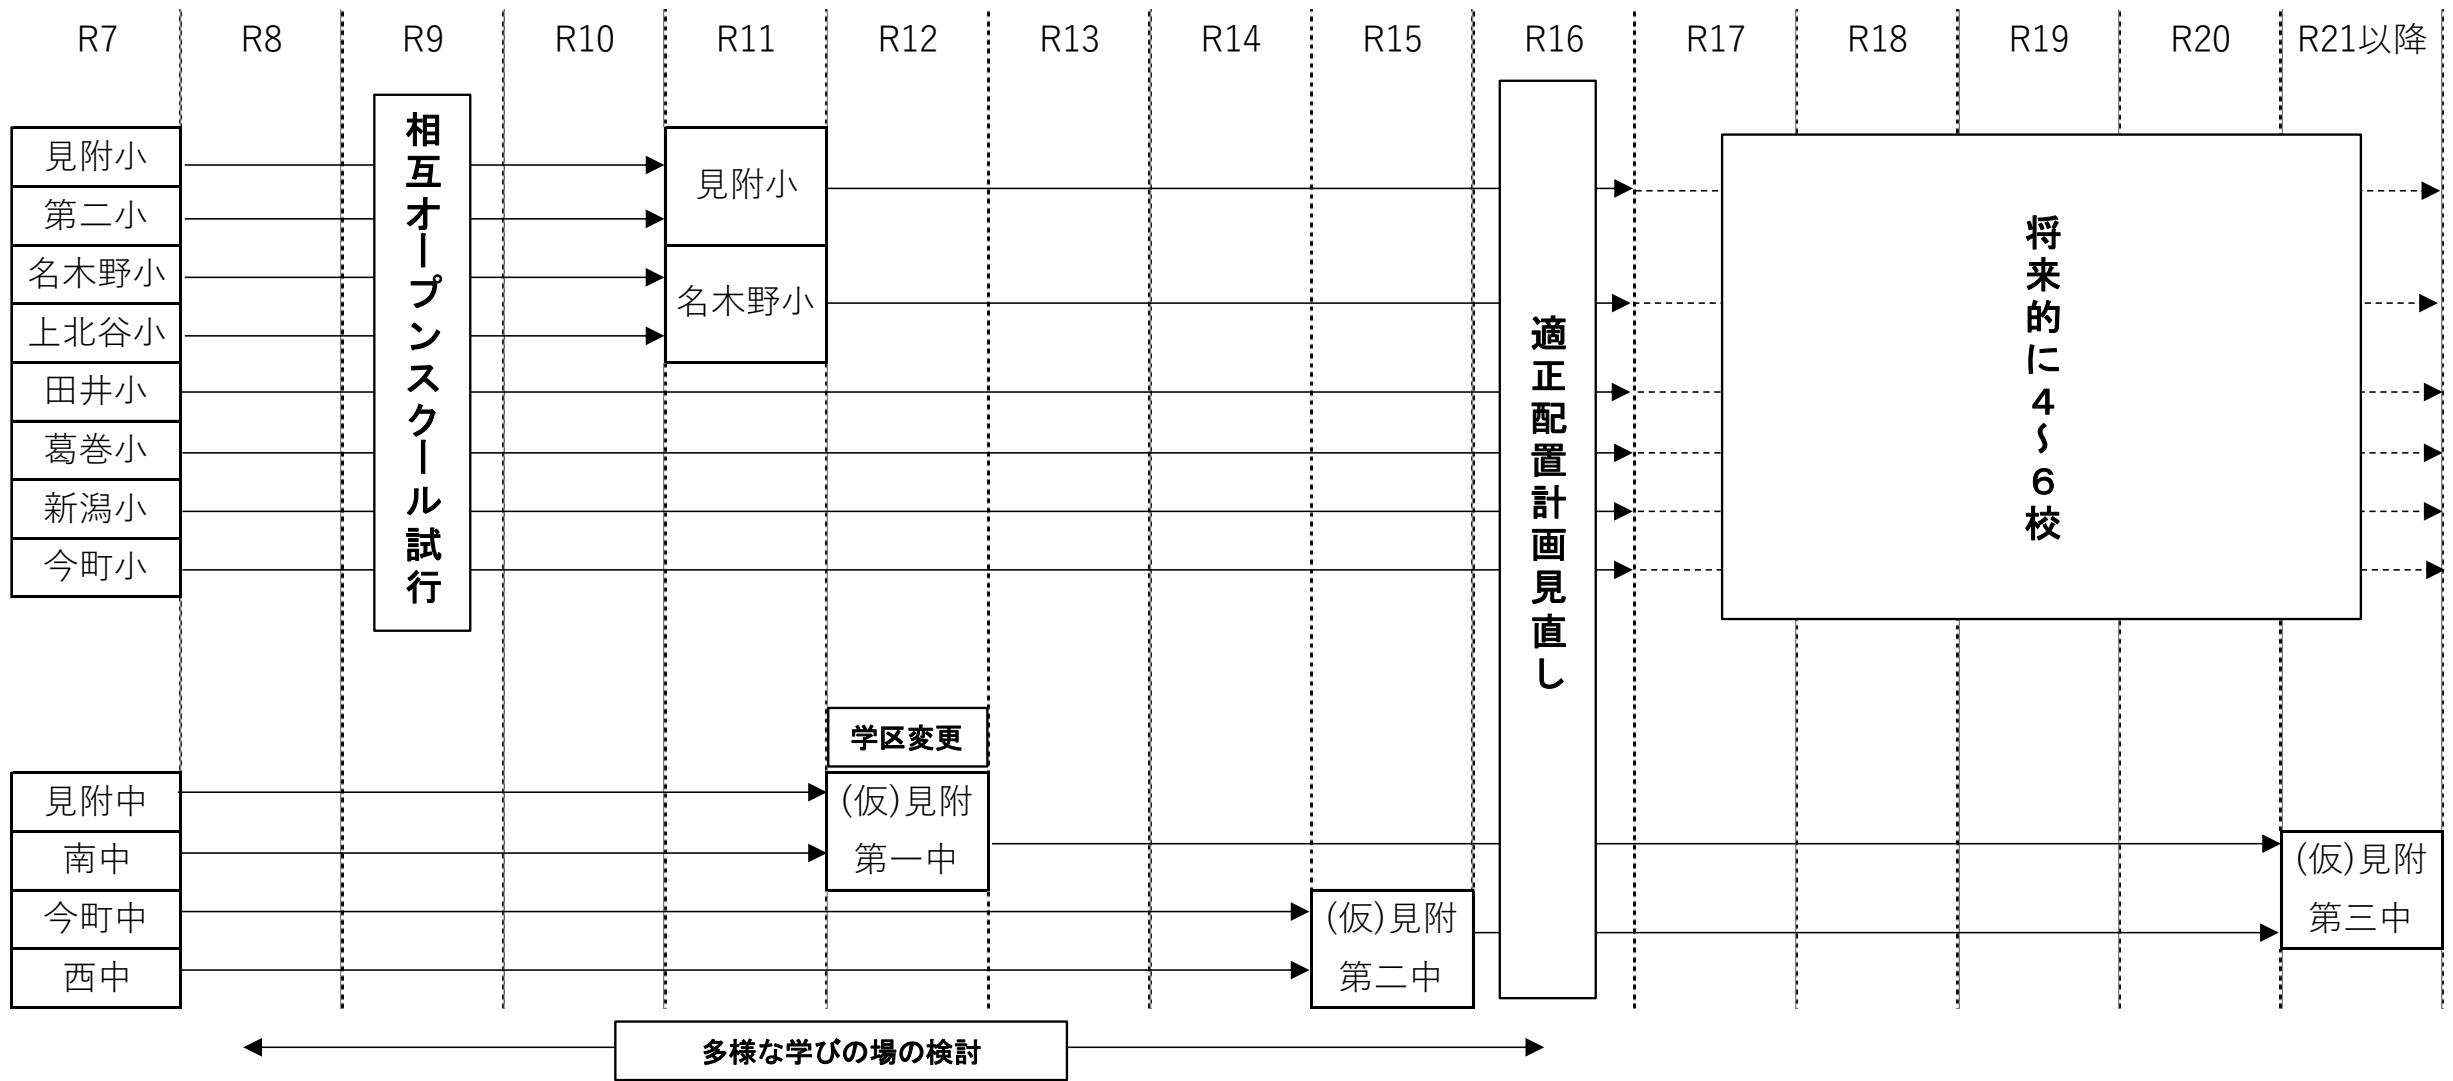 R7 R8 R9 R10 R11 R12 R13 R14 R15 R16 R17 R18 R19 R20 R21以降
見附小
第二小
名木野小
上北谷小
田井小
葛巻小
新潟小
今町小
相互オープンスクール試行
見附小
名木野小
適正配置計画見直し
将来的に4～6校
学区変更
見附中
南中
今町中
西中
(仮)見附
第一中
(仮)見附
第二中
(仮)見附
第三中
多様な学びの場の検討